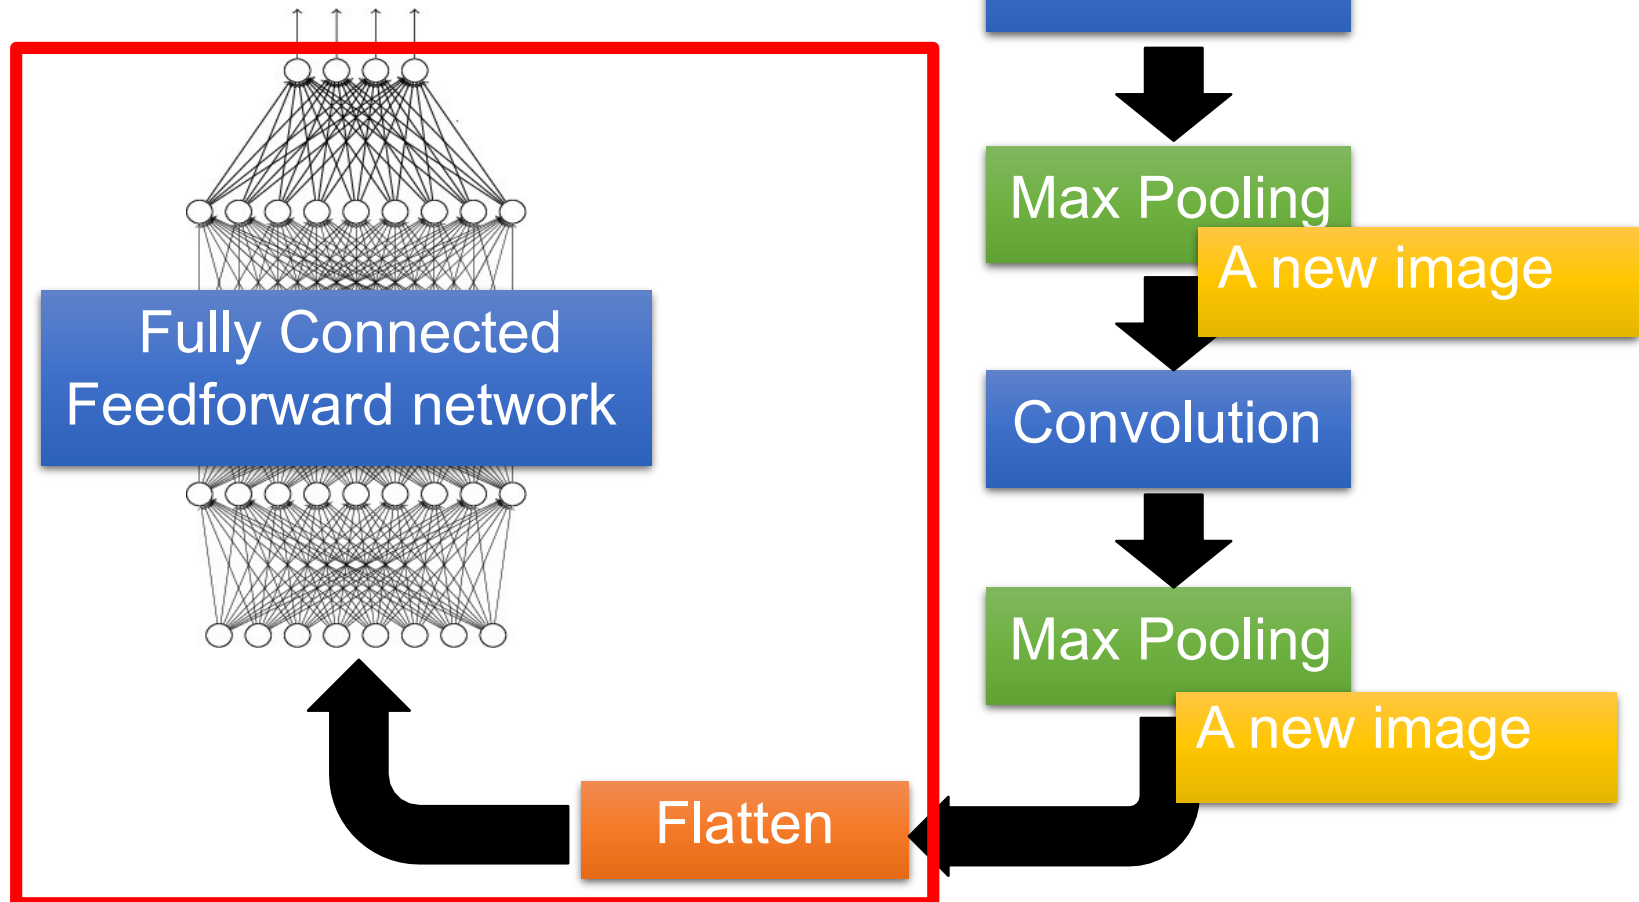 Max Pooling
A new image
Fully Connected
Feedforward network
Convolution
Max Pooling
A new image
Flatten